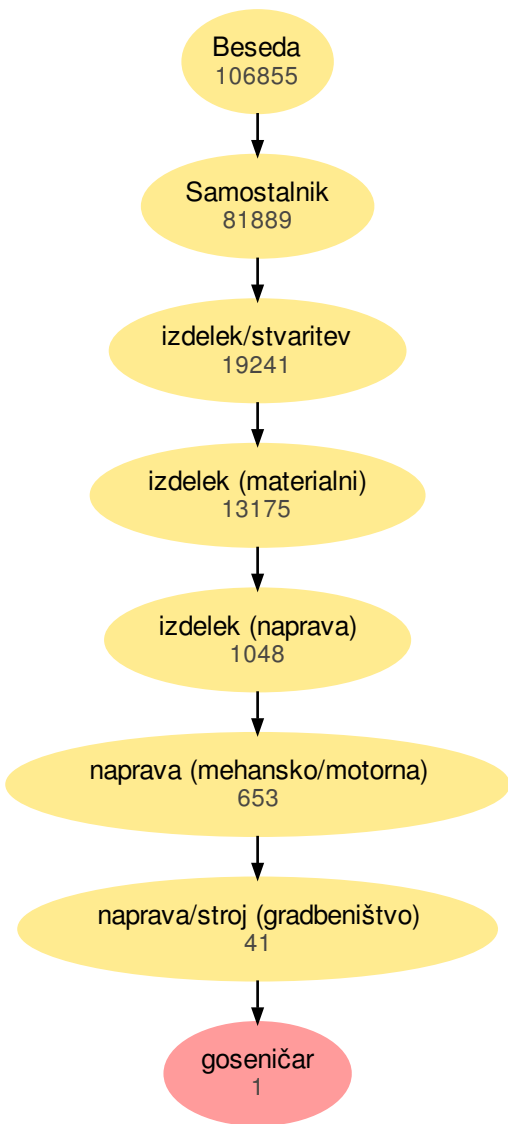 Beseda
106855
Samostalnik
81889
izdelek/stvaritev
19241
izdelek (materialni)
13175
izdelek (naprava)
1048
naprava (mehansko/motorna)
653
naprava/stroj (gradbeništvo)
41
goseničar
1